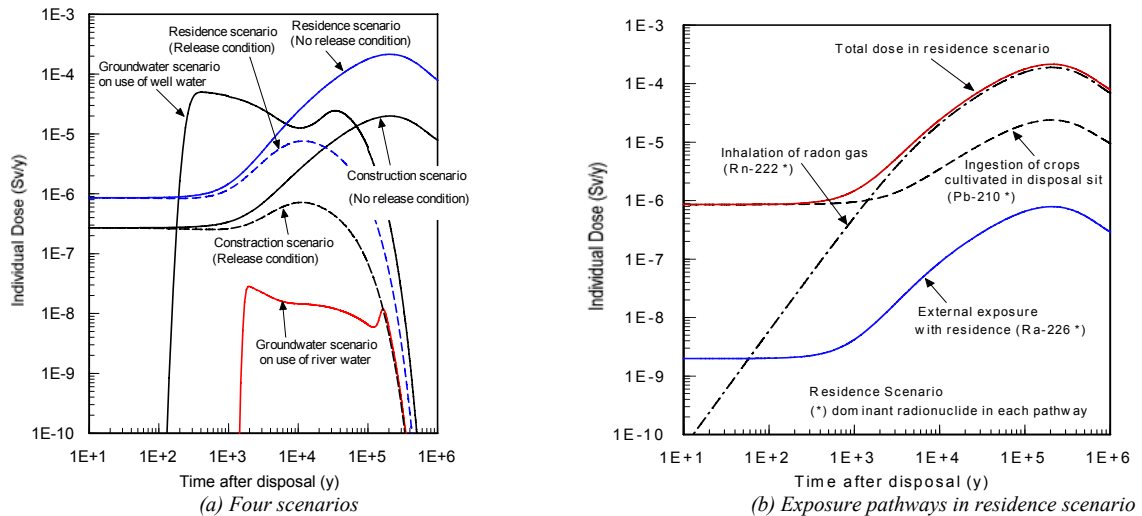 1E-3
1E-4
1E-5
1E-6
1E-7
1E-8
1E-9
1E-10
Individual Dose (Sv/y)
Residence scenario
(Release condition)
Residence scenario
(No release condition)
Groundwater scenario
on use of well water
Construction scenario
(No release condition)
Constraction scenario
(Release condition)
Groundwater scenario
on use of river water
1E+1 1E+2 1E+3 1E+4 1E+5 1E+6
Time after disposal (y)
(a) Four scenarios
1E-3
1E-4
1E-5
1E-6
1E-7
1E-8
1E-9
1E-10
Individual Dose (Sv/y)
Total dose in residence scenario
Inhalation of radon gas
(Rn-222 *)
Ingestion of crops
cultivated in disposal sit
(Pb-210 *)
External exposure
with residence (Ra-226 *)
Residence Scenario
(*) dominant radionuclide in each pathway
1E+1 1E+2 1E+3 1E+4 1E+5 1E+6
Time after disposal (y)
(b) Exposure pathways in residence scenario